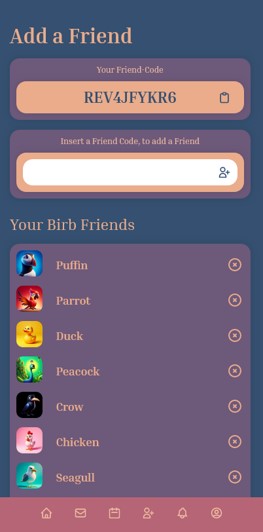 Add a Friend
Your Friend-Code
REV4JFYKR6
Insert a Friend Code, to add a Friend
Your Birb Friends
Puffin
Parrot
Duck
Peacock
Crow
Chicken
Seagull